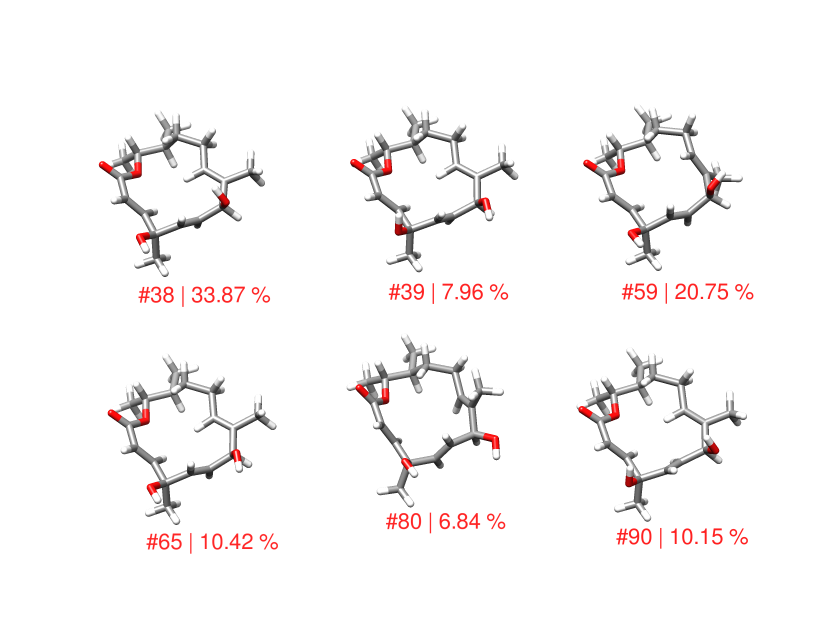 #38 | 33.87 %
#39 | 7.96 %
#59 | 20.75 %
#65 | 10.42 %
#80 | 6.84 %
#90 | 10.15 %